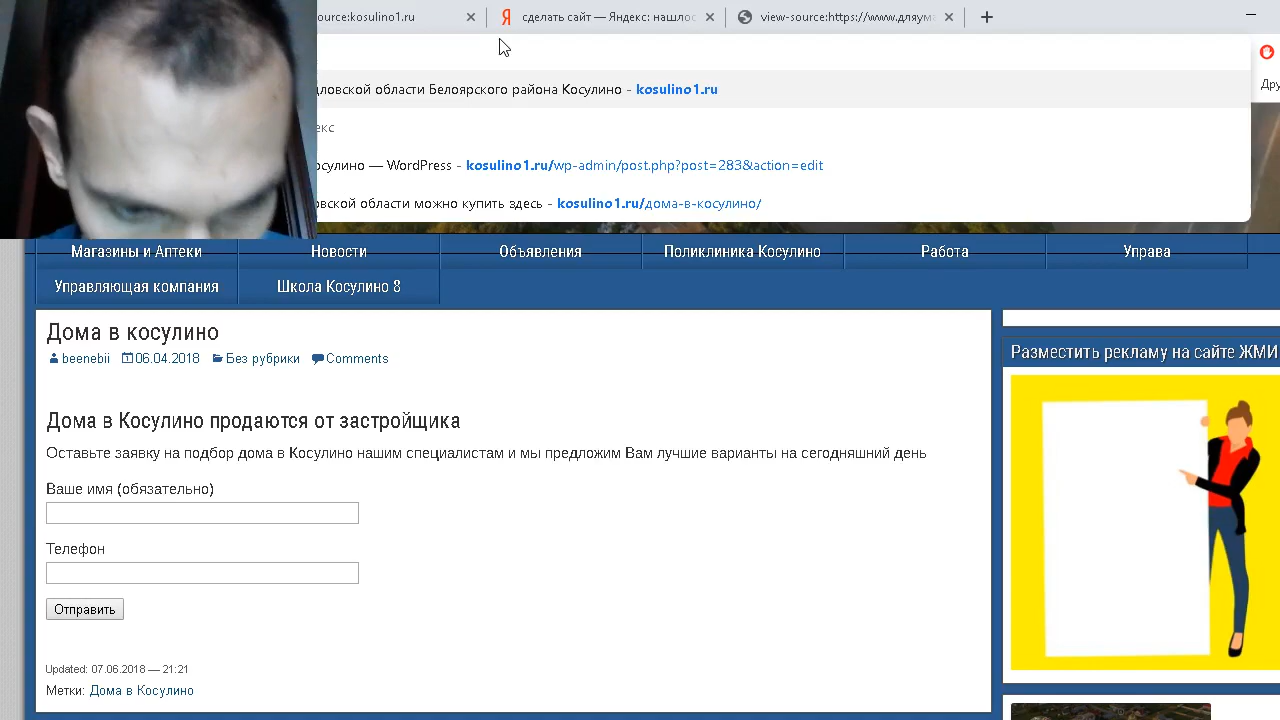 ource:kosulino1.ru
сделать сайт — Яндекс: нашлос
view-source:https://www.дляума
дловской области Белоярского района Косулино - kosulino1.ru
Дру
екс
осулино — WordPress - kosulino1.ru/wp-admin/post.php?post=283&action=edit
овской области можно купить здесь - kosulino1.ru/дома-в-косулино/
Магазины и Аптеки
Новости
Объявления
Поликлиника Косулино
Работа
Управа
Управляющая компания
Школа Косулино 8
Дома в косулино
beenebii 06.04.2018 Без рубрики Comments
Разместить рекламу на сайте ЖМИ
Дома в Косулино продаются от застройщика
Оставьте заявку на подбор дома в Косулино нашим специалистам и мы предложим Вам лучшие варианты на сегодняшний день
Ваше имя (обязательно)
Телефон
Отправить
Updated: 07.06.2018 — 21:21
Метки: Дома в Косулино